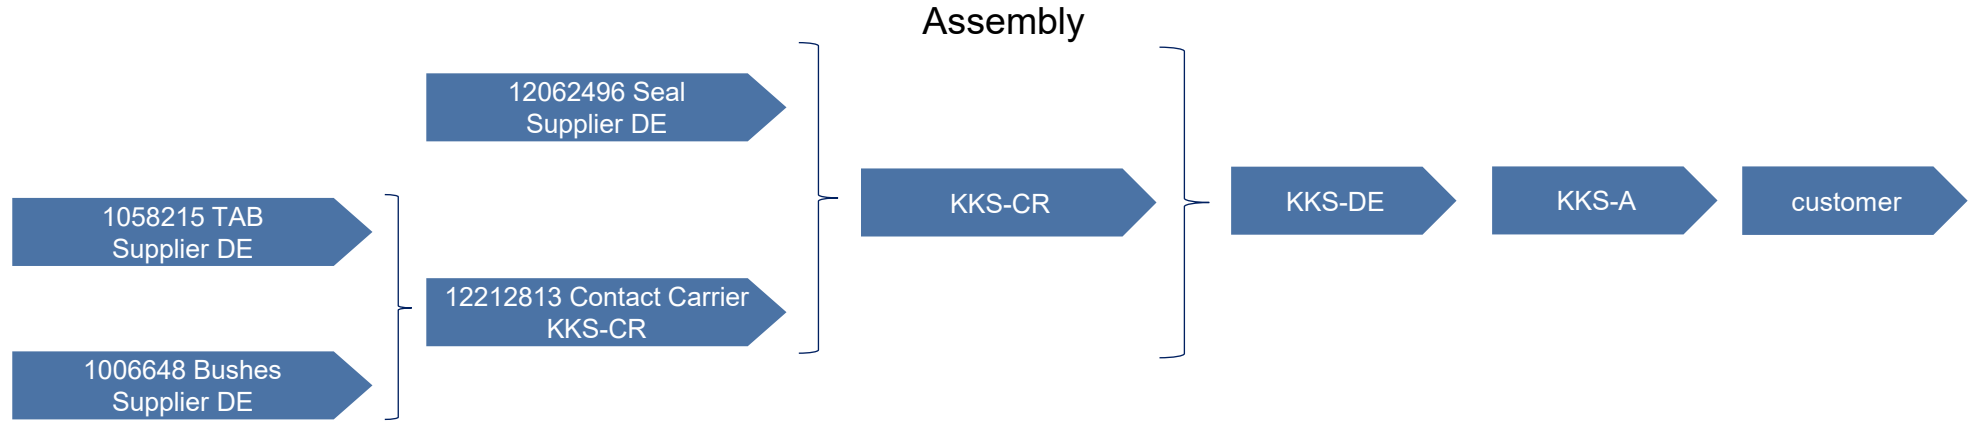 Assembly
12062496 Seal
Supplier DE
1058215 TAB
Supplier DE
12212813 Contact Carrier
KKS-CR
1006648 Bushes
Supplier DE
KKS-CR
KKS-DE
KKS-A
customer